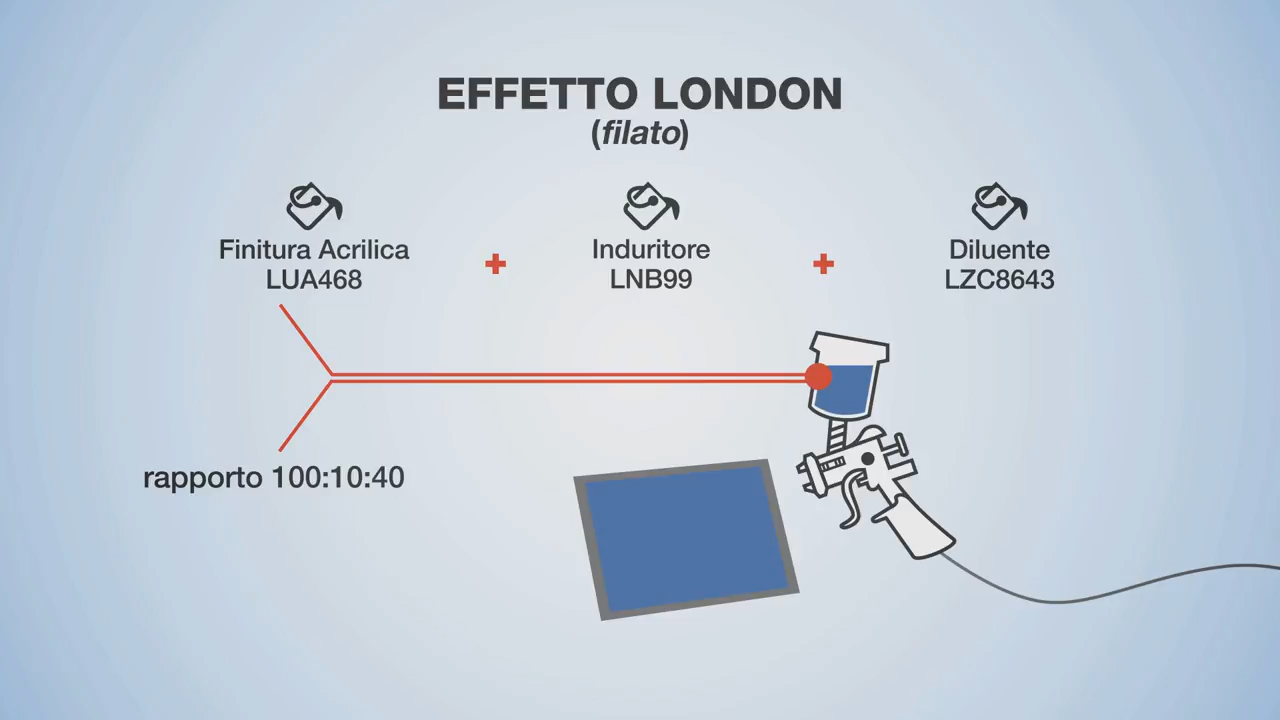 EFFETTO LONDON
(filato)
Finitura Acrilica
LUA468
+
Induritore
LNB99
+
Diluente
LZC8643
rapporto 100:10:40